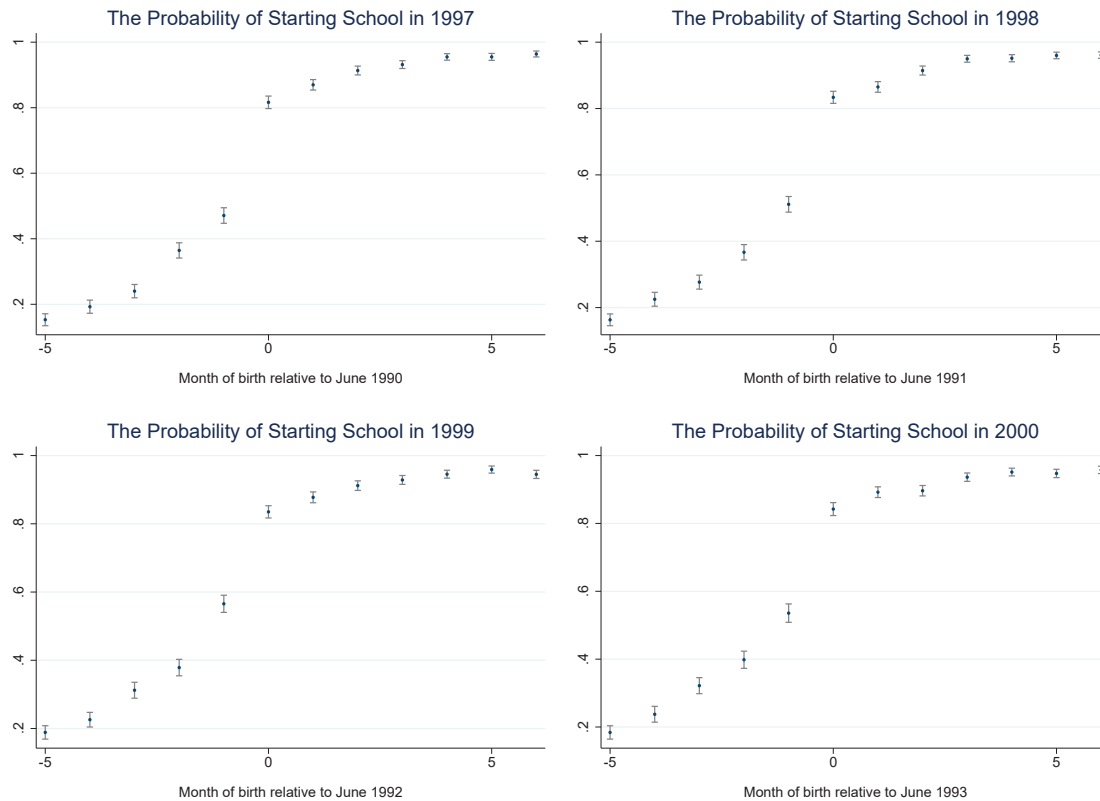 The Probability of Starting School in 1997
1
.8
.6
.4
.2
-5 0 5
Month of birth relative to June 1990
The Probability of Starting School in 1998
1
.8
.6
.4
.2
-5 0 5
Month of birth relative to June 1991
The Probability of Starting School in 1999
1
.8
.6
.4
.2
-5 0 5
Month of birth relative to June 1992
The Probability of Starting School in 2000
1
.8
.6
.4
.2
-5 0 5
Month of birth relative to June 1993